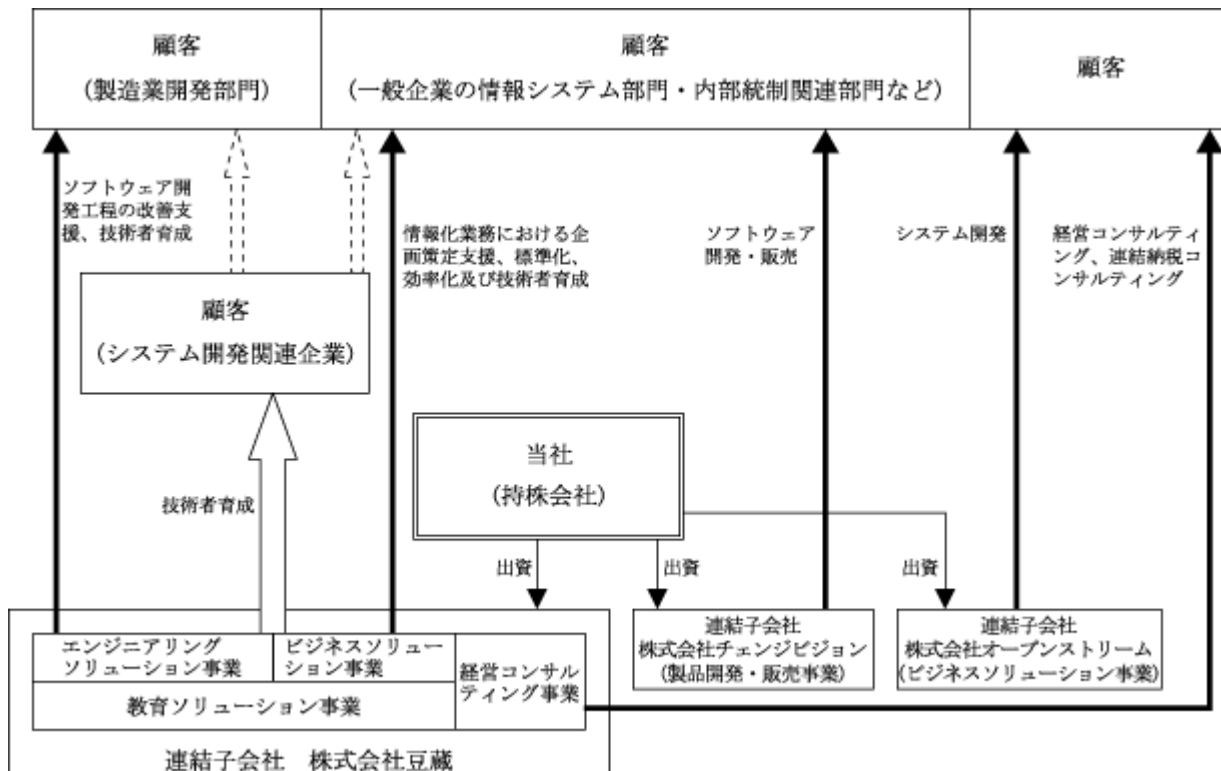 顧客
(製造業開発部門)
顧客
(一般企業の情報システム部門・内部統制関連部門など)
顧客
ソフトウェア開
発工程の改善支
援、技術者育成
情報化業務における企
画策定支援、標準化、
効率化及び技術者育成
ソフトウェア
開発・販売
システム開発
経営コンサルティ
ング、連結納税コ
ンサルティング
顧客
(システム開発関連企業)
当社
(持株会社)
技術者育成
出資
出資
出資
エンジニアリング
ソリューション事業
ビジネスソリュー
ション事業
経営コンサル
ティング事業
教育ソリューション事業
連結子会社 株式会社豆蔵
連結子会社
株式会社チェンジビジョン
(製品開発・販売事業)
連結子会社
株式会社オープンストリーム
(ビジネスソリューション事業)